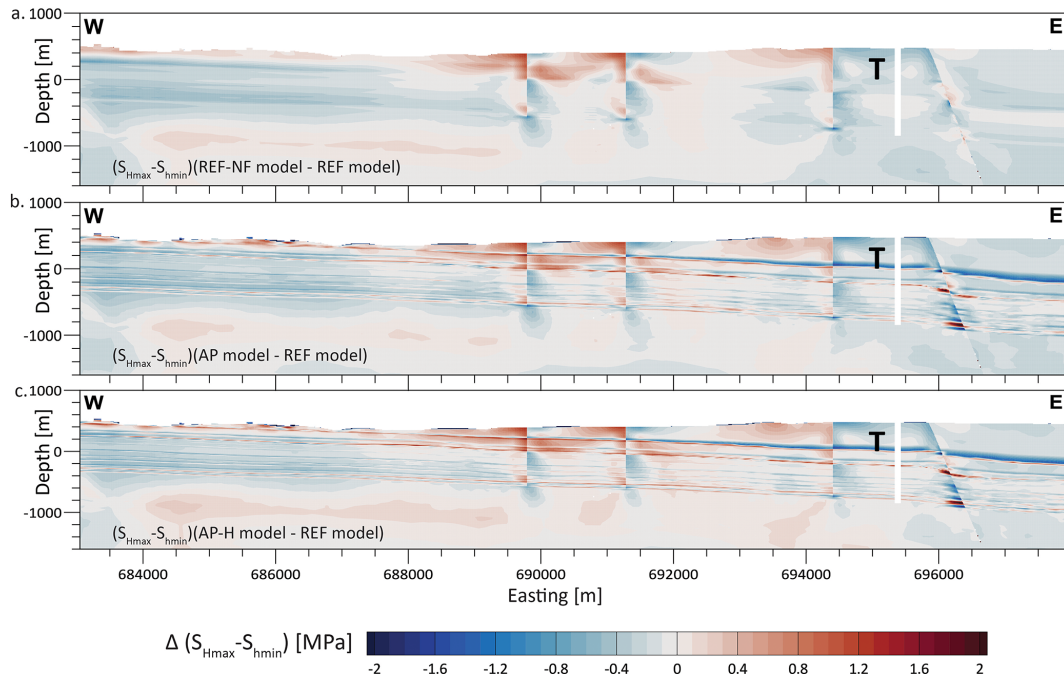 a. 1000
W
E
0
T
Depth [m]
-1000
(SHmax-Shmin)(REF-NF model - REF model)
b. 1000
W
E
0
T
Depth [m]
-1000
(SHmax-Shmin)(AP model - REF model)
c. 1000
W
E
0
T
Depth [m]
-1000
(SHmax-Shmin)(AP-H model - REF model)
684000 686000 688000 690000 692000 694000 696000
Easting [m]
Δ (SHmax-Shmin) [MPa]
-2 -1.6 -1.2 -0.8 -0.4 0 0.4 0.8 1.2 1.6 2